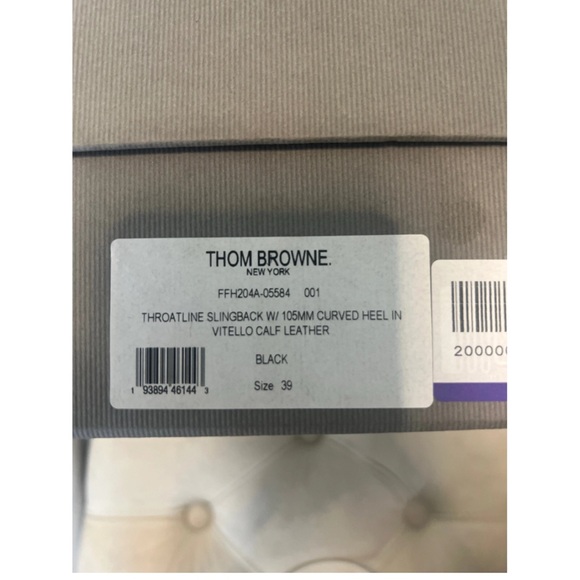 THOM BROWNE.
NEW YORK
FFH204A-05584 001
THROATLINE SLINGBACK W/ 105MM CURVED HEEL IN
VITELLO CALF LEATHER
BLACK
1 93894 46144 3
Size 39